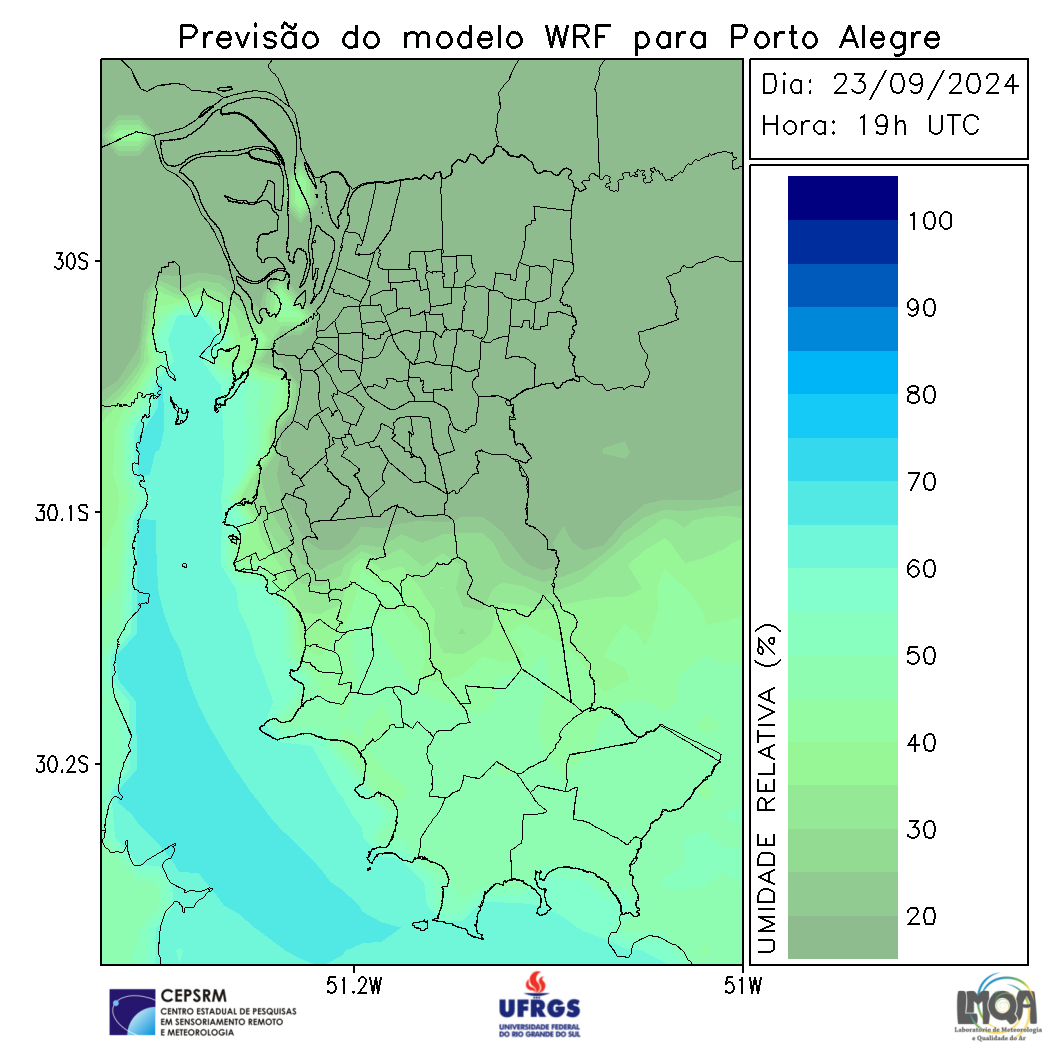 Previsão do modelo WRF para Porto Alegre
Dia: 23/09/2024
Hora: 19h UTC
30S
30.1S
30.2S
51.2W
51W
UMIDADE RELATIVA (%)
100
90
80
70
60
50
40
30
20
CEPSRM
CENTRO ESTADUAL DE PESQUISAS
EM SENSORIAMENTO REMOTO
E METEOROLOGIA
UFRGS
UNIVERSIDADE FEDERAL
DO RIO GRANDE DO SUL
LMQA
Laboratório de Meteorologia
e Qualidade do Ar